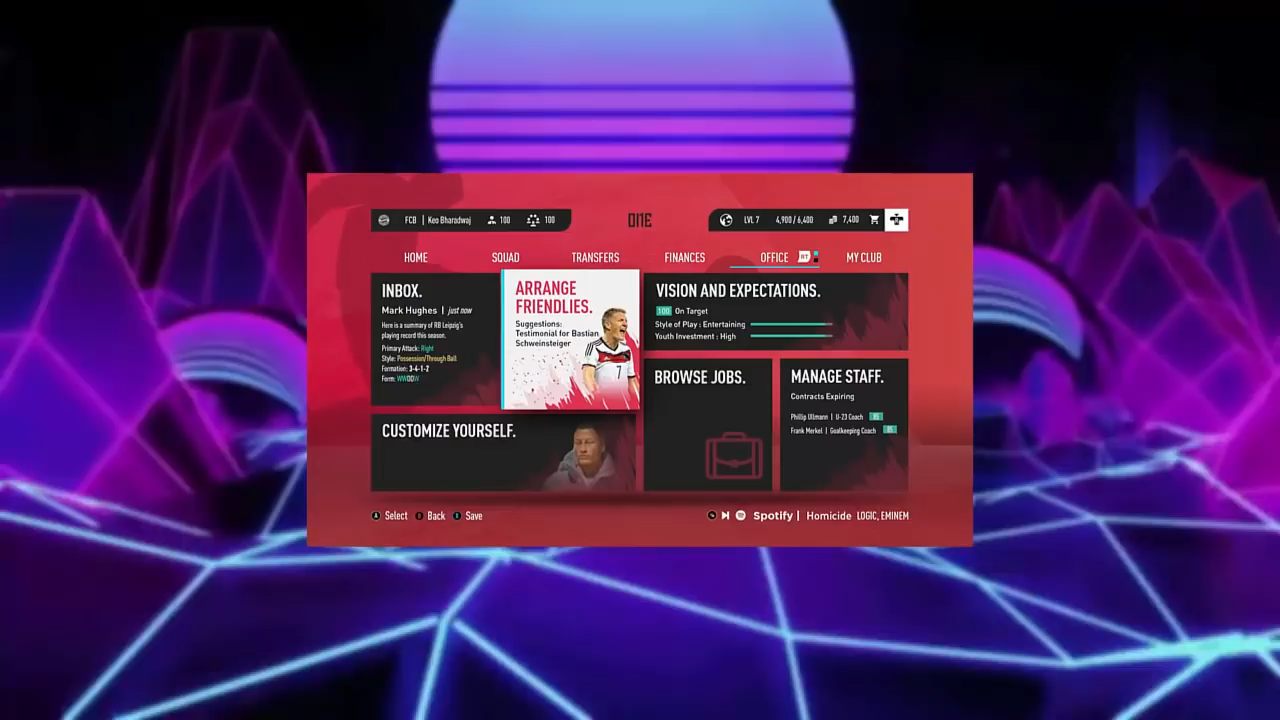 FCB | Keo Bharadwaj 100 100
ONE
LVL 7 4,900 / 6,400 7,400
HOME SQUAD TRANSFERS FINANCES OFFICE RT MY CLUB
INBOX.
Mark Hughes | just now
Here is a summary of RB Leipzig's
playing record this season.
Primary Attack: Right
Style: Possession/Through Ball
Formation: 3-4-1-2
Form: WWDDW
ARRANGE
FRIENDLIES.
Suggestions:
Testimonial for Bastian
Schweinsteiger
7
VISION AND EXPECTATIONS.
100 On Target
Style of Play : Entertaining
Youth Investment : High
CUSTOMIZE YOURSELF.
BROWSE JOBS.
MANAGE STAFF.
Contracts Expiring
Phillip Ullmann | U-23 Coach 85
Frank Merkel | Goalkeeping Coach 85
Select Back Save
Spotify | Homicide LOGIC, EMINEM